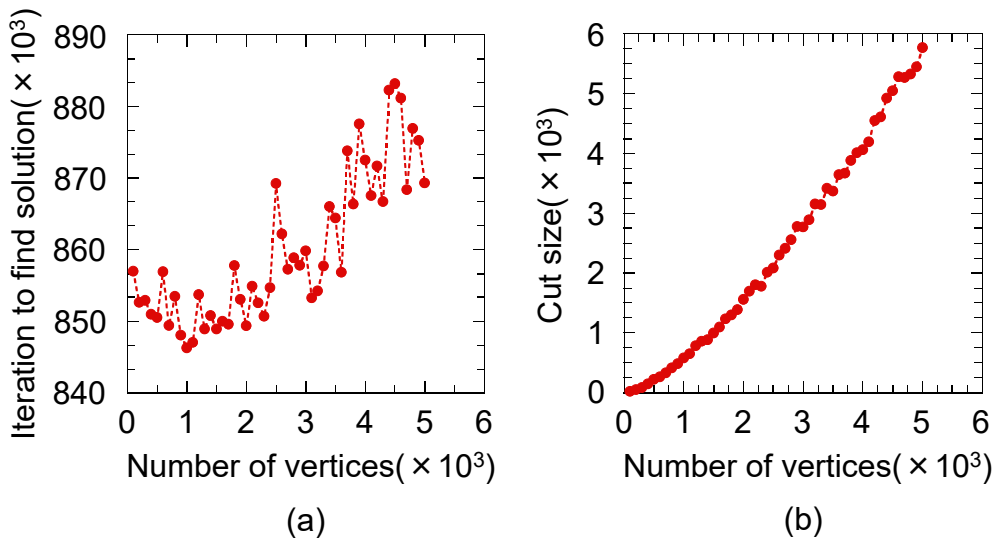 Iteration to find solution(×10³)
890
880
870
860
850
840
0 1 2 3 4 5 6
Number of vertices(×10³)
(a)
Cut size(×10³)
6
5
4
3
2
1
0
0 1 2 3 4 5 6
Number of vertices(×10³)
(b)